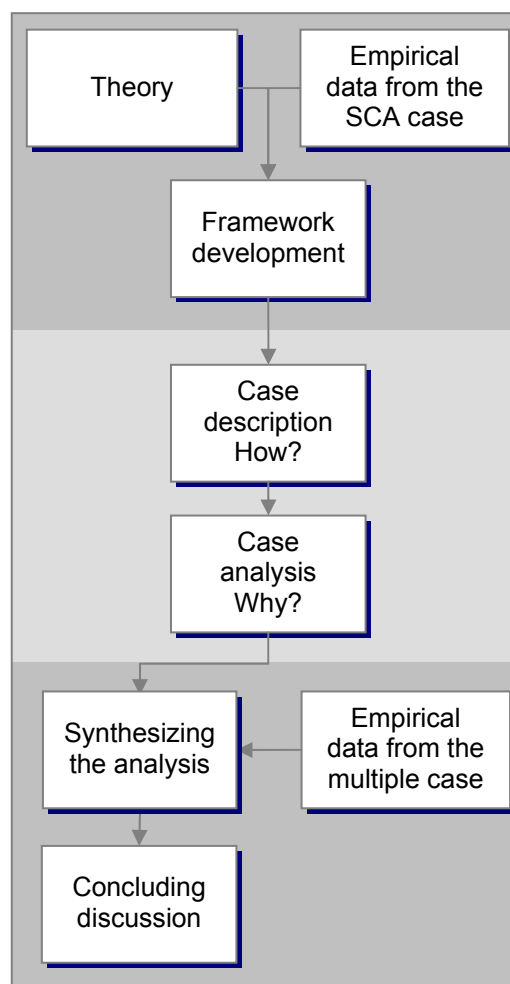 Theory
Empirical
data from the
SCA case
Framework
development
Case
description
How?
Case
analysis
Why?
Synthesizing
the analysis
Empirical
data from the
multiple case
Concluding
discussion